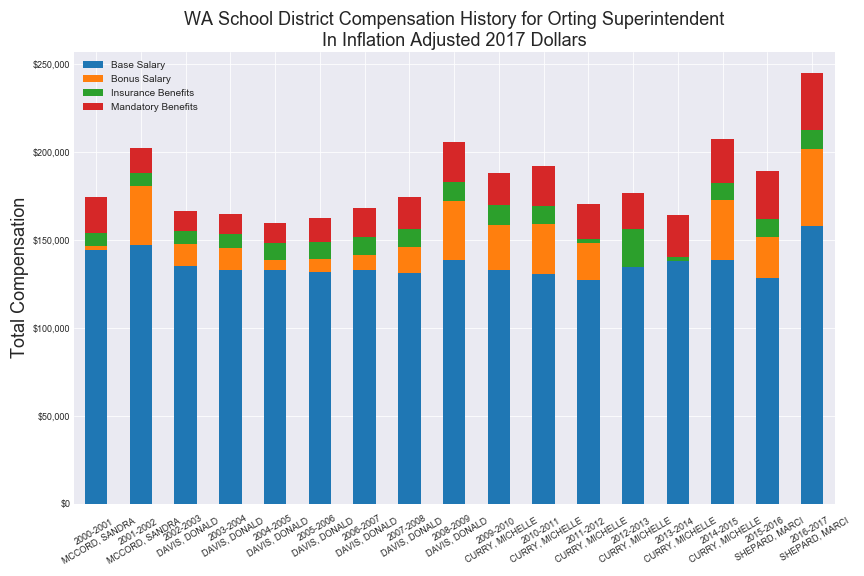 WA School District Compensation History for Orting Superintendent
In Inflation Adjusted 2017 Dollars
Base Salary
Bonus Salary
Insurance Benefits
Mandatory Benefits
$250,000
$200,000
$150,000
$100,000
$50,000
$0
Total Compensation
2000-2001
MCCORD, SANDRA
2001-2002
MCCORD, SANDRA
2002-2003
DAVIS, DONALD
2003-2004
DAVIS, DONALD
2004-2005
DAVIS, DONALD
2005-2006
DAVIS, DONALD
2006-2007
DAVIS, DONALD
2007-2008
DAVIS, DONALD
2008-2009
DAVIS, DONALD
2009-2010
CURRY, MICHELLE
2010-2011
CURRY, MICHELLE
2011-2012
CURRY, MICHELLE
2012-2013
CURRY, MICHELLE
2013-2014
CURRY, MICHELLE
2014-2015
CURRY, MICHELLE
2015-2016
SHEPARD, MARCI
2016-2017
SHEPARD, MARCI